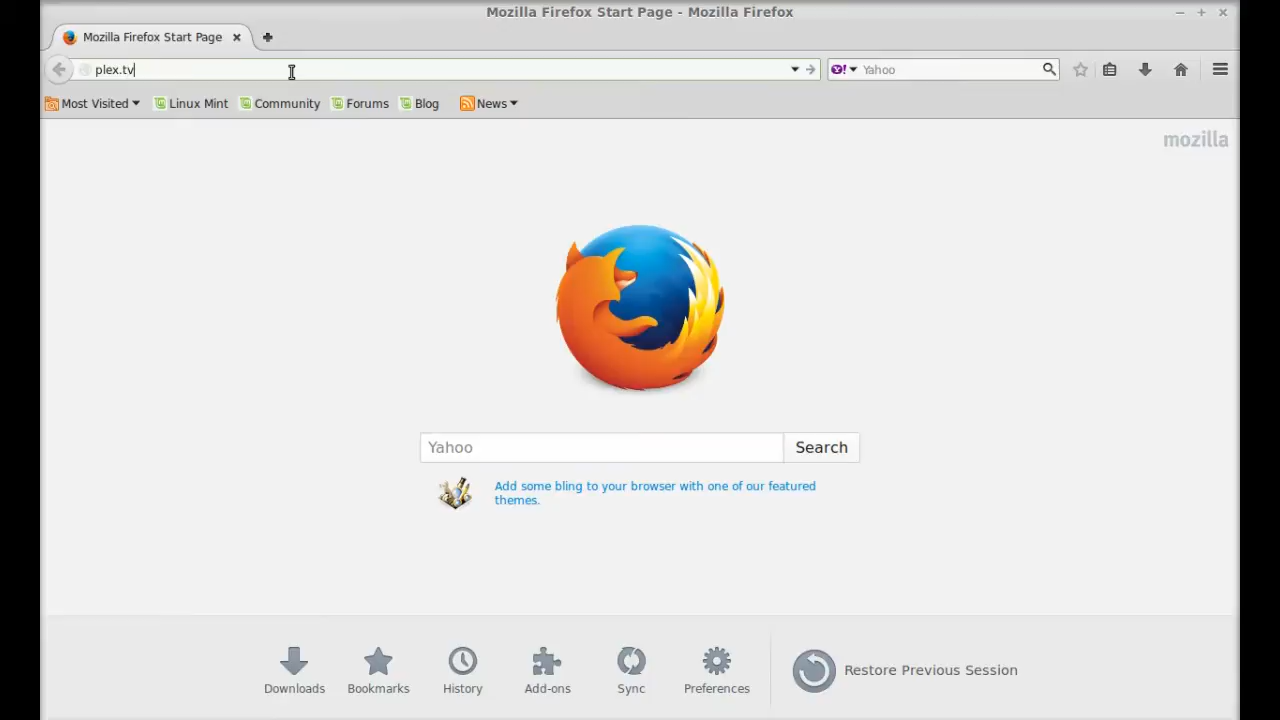 Mozilla Firefox Start Page - Mozilla Firefox
Mozilla Firefox Start Page
plex.tv
Yahoo
Most Visited
Linux Mint
Community
Forums
Blog
News
mozilla
Yahoo
Search
Add some bling to your browser with one of our featured
themes.
Downloads
Bookmarks
History
Add-ons
Sync
Preferences
Restore Previous Session